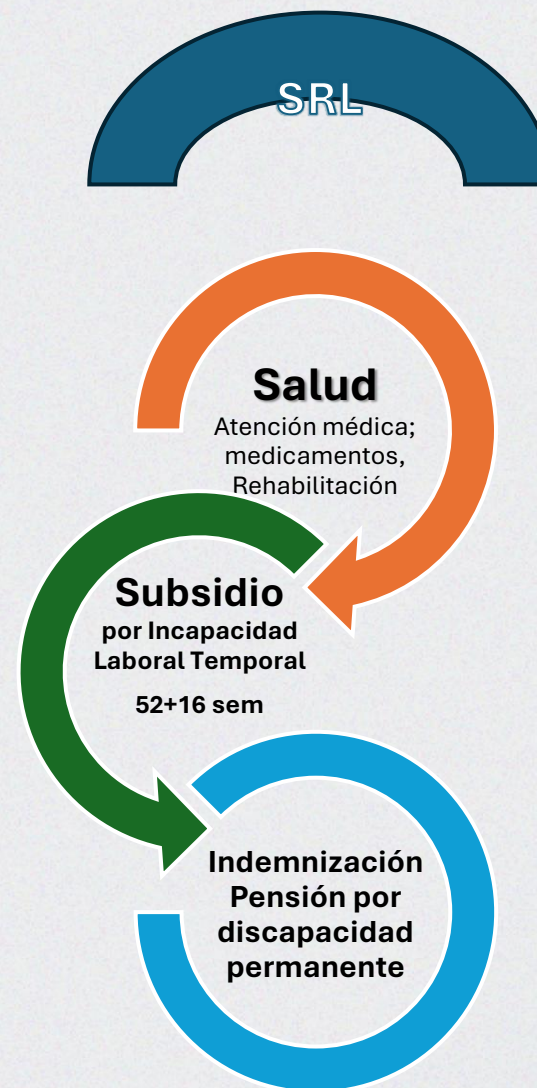 SRL
Salud
Atención médica;
medicamentos,
Rehabilitación
Subsidio
por Incapacidad
Laboral Temporal
52+16 sem
Indemnización
Pensión por
discapacidad
permanente